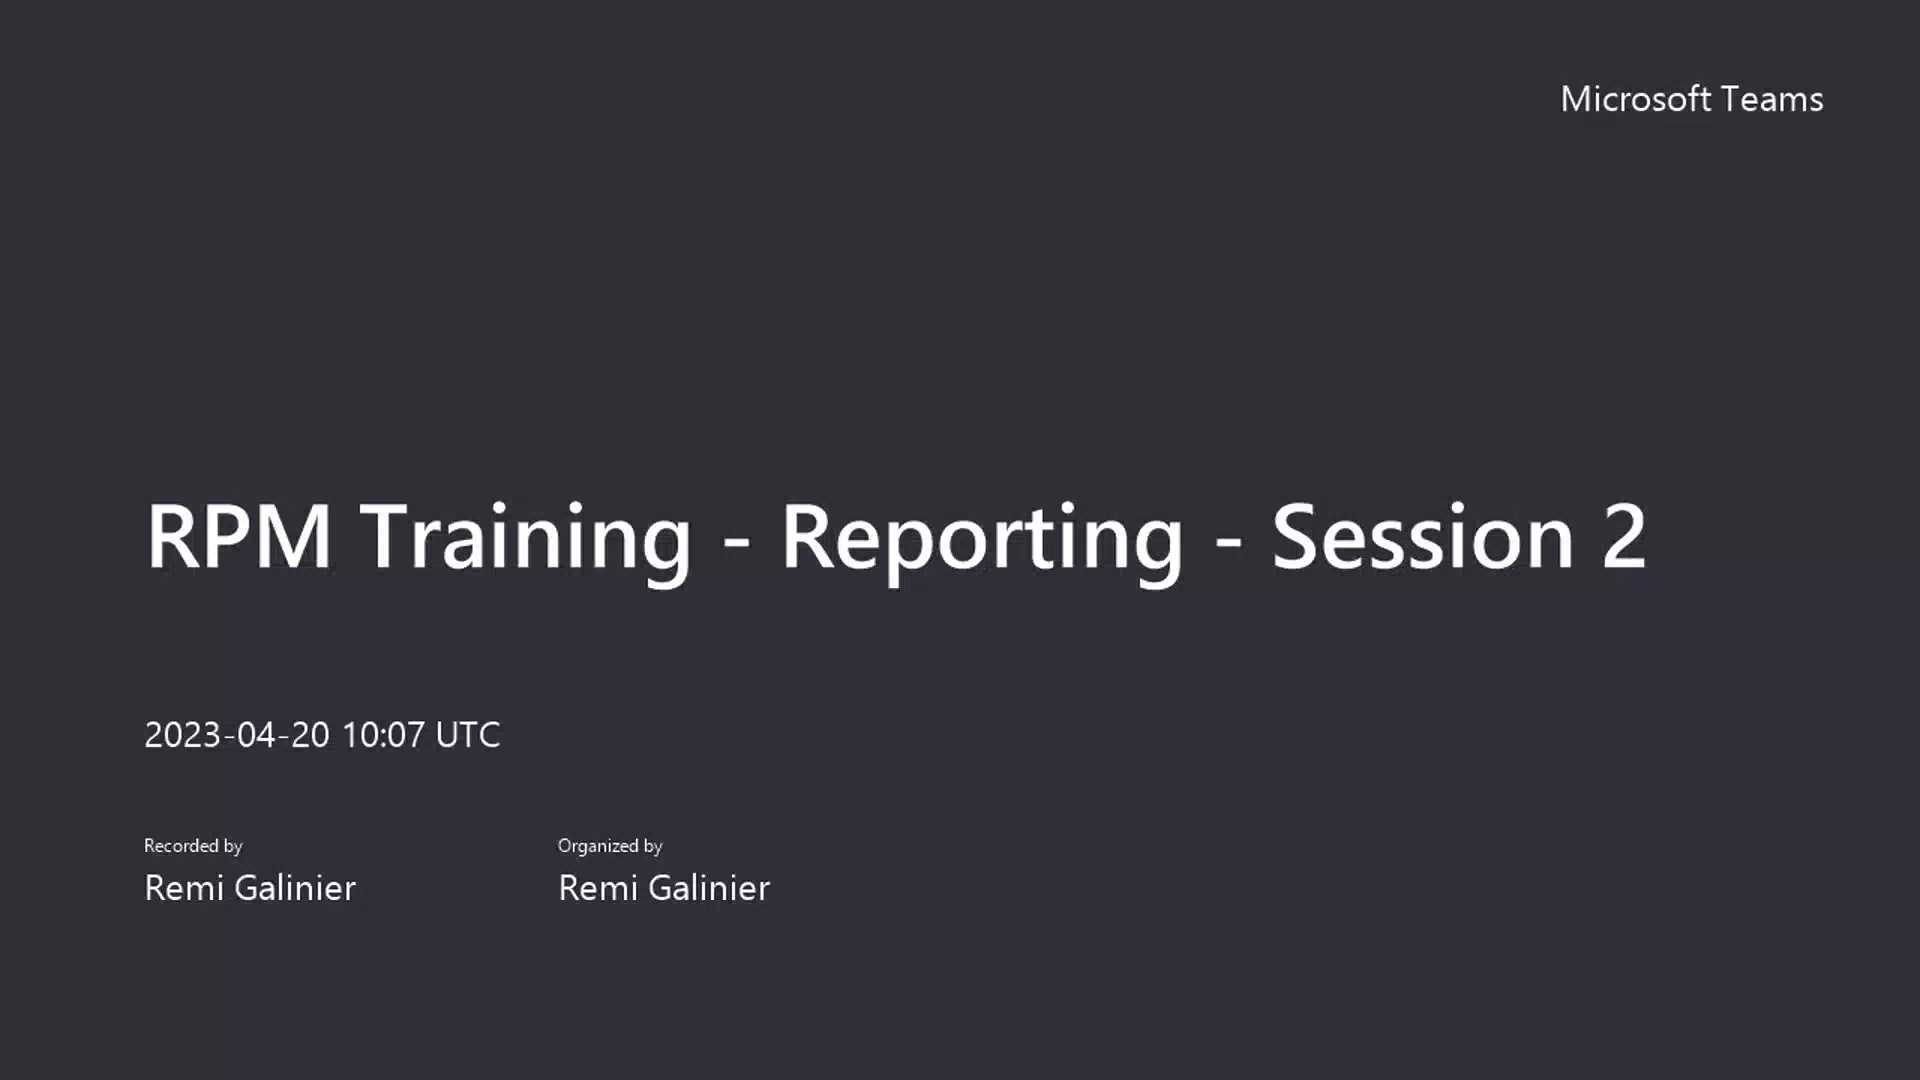 Microsoft Teams
RPM Training - Reporting - Session 2
2023-04-20 10:07 UTC
Recorded by
Remi Galinier
Organized by
Remi Galinier